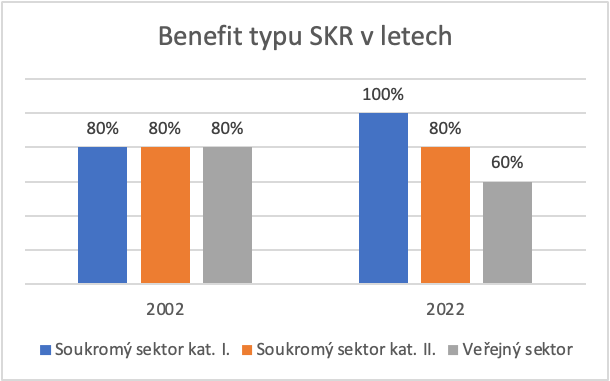 Benefit typu SKR v letech
80% 80% 80%
100%
80%
60%
2002 2022
Soukromý sektor kat. I. Soukromý sektor kat. II. Veřejný sektor